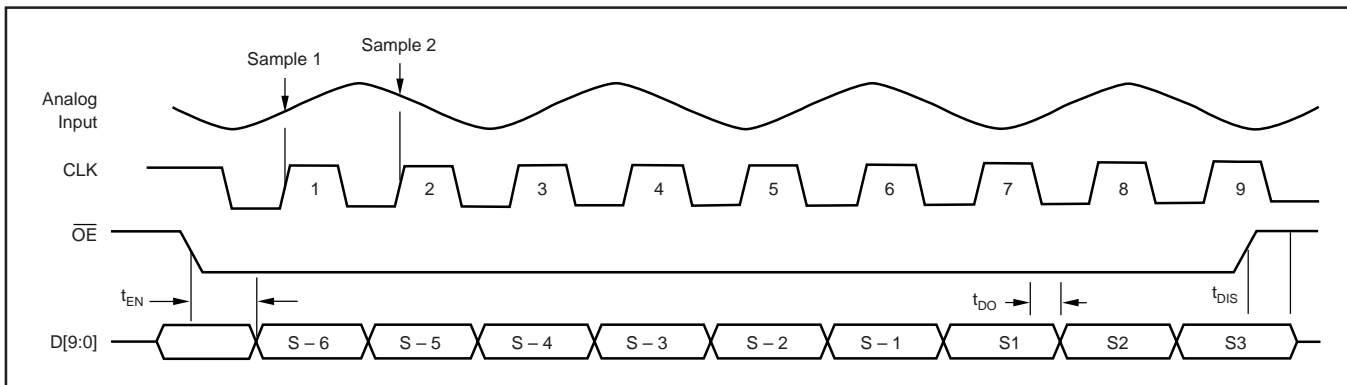 Sample 1
Sample 2
Analog
Input
CLK
1 2 3 4 5 6 7 8 9
OE
tEN
tDO
tDIS
D[9:0]
S – 6 S – 5 S – 4 S – 3 S – 2 S – 1 S1 S2 S3